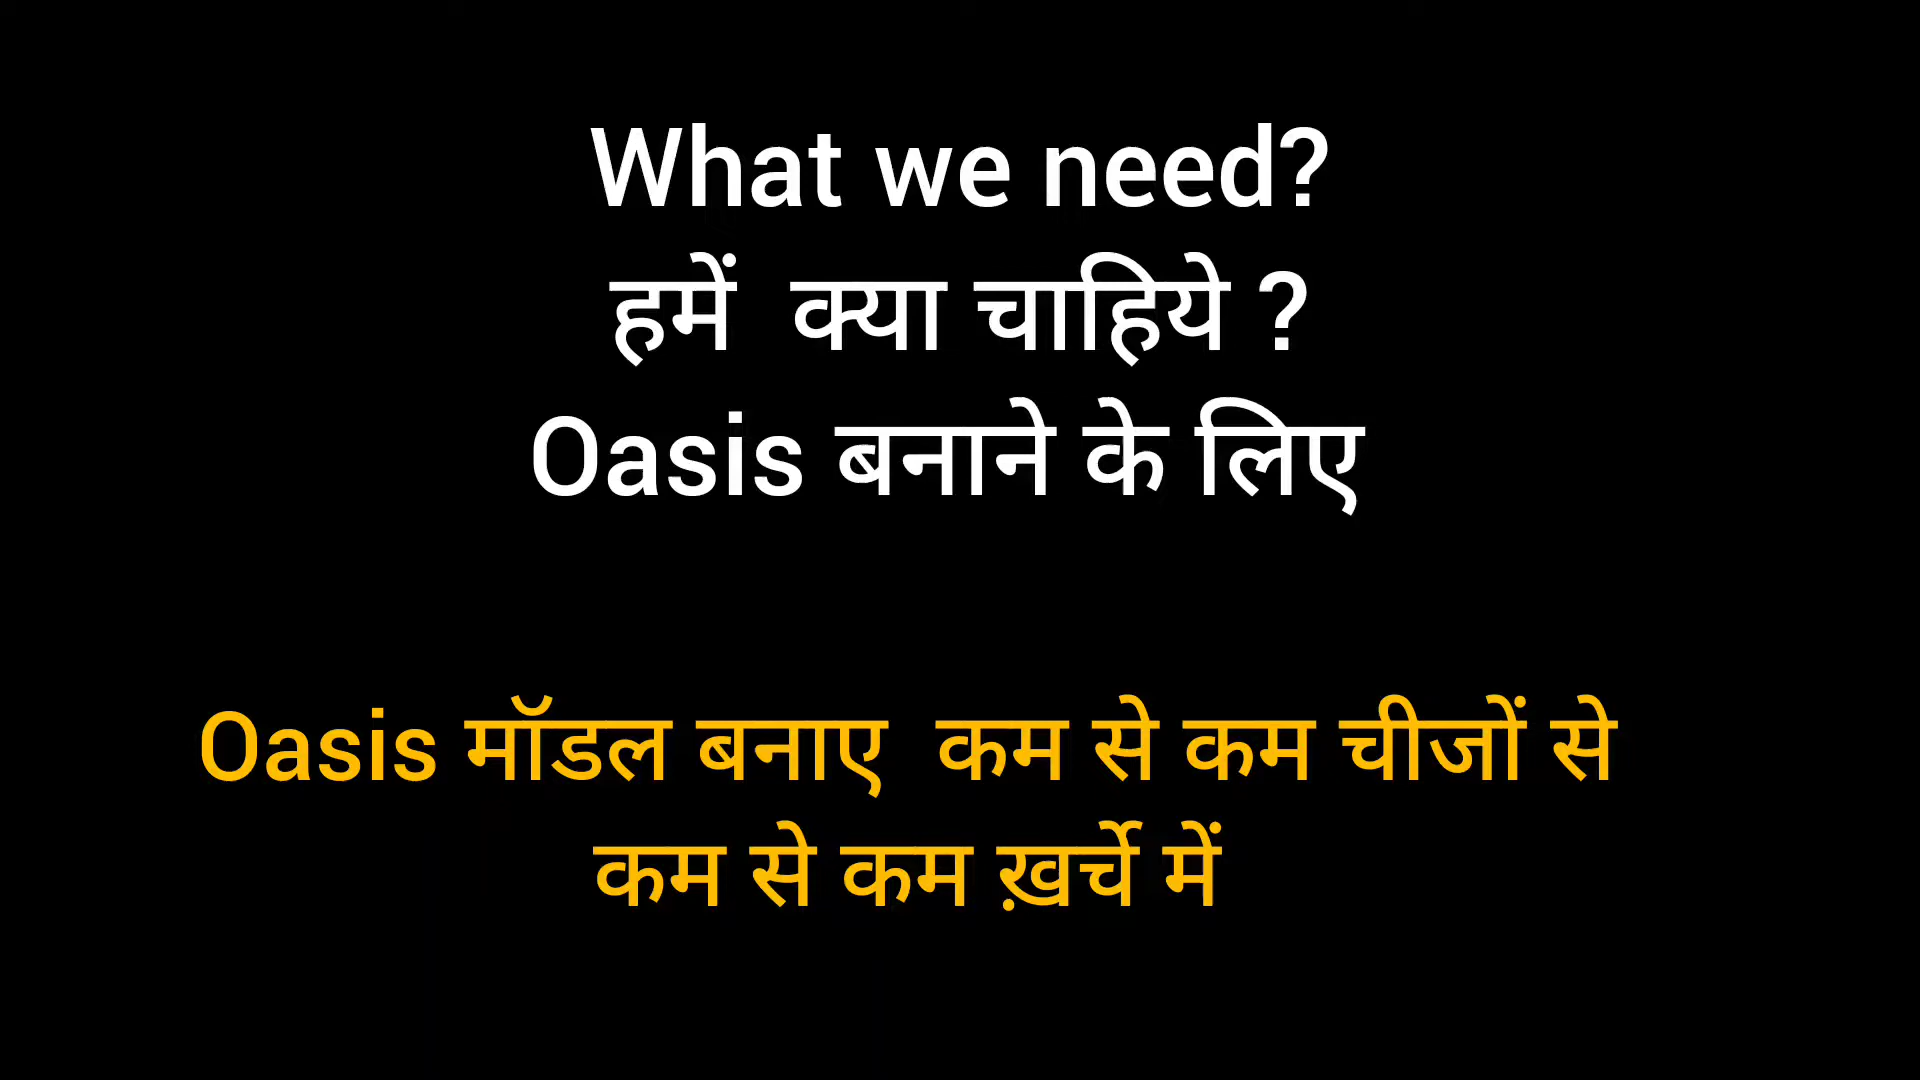 What we need?
हमें क्या चाहिये ?
Oasis बनाने के लिए
Oasis मॉडल बनाए कम से कम चीजों से
कम से कम ख़र्चे में